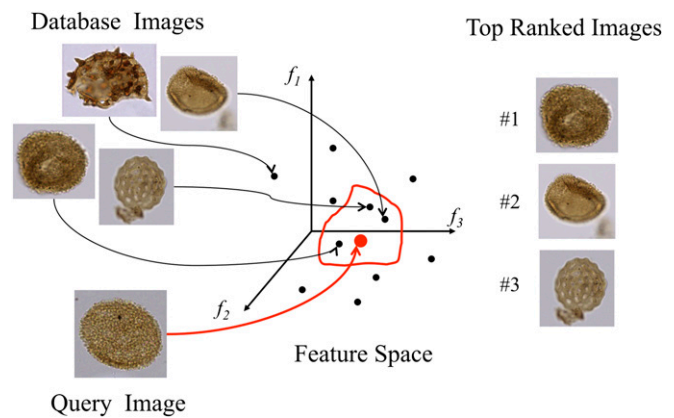 Database Images
Top Ranked Images
f1
#1
#2
f3
f2
#3
Feature Space
Query Image